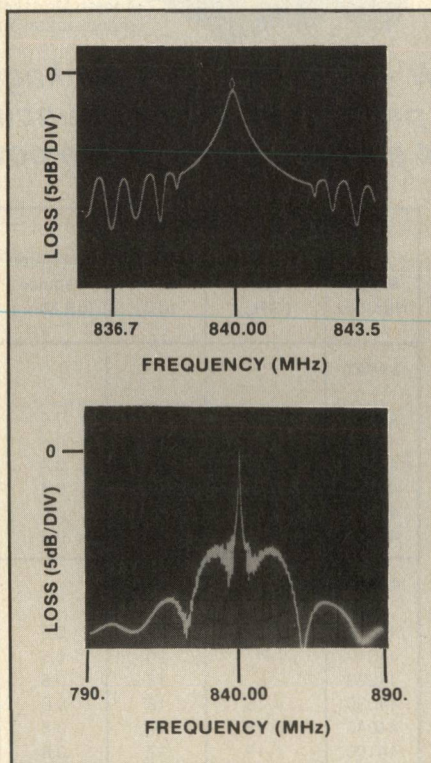 0
LOSS (5dB/DIV)
836.7 840.00 843.5
FREQUENCY (MHz)
0
LOSS (5dB/DIV)
790. 840.00 890.
FREQUENCY (MHz)